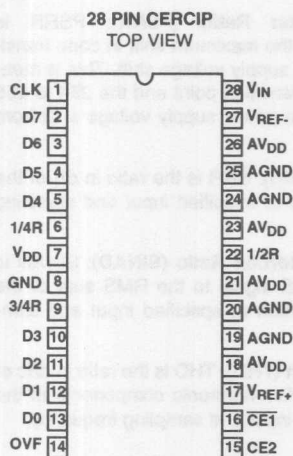 28 PIN CERCIP
TOP VIEW
CLK 1 28 VIN
D7 2 27 VREF-
D6 3 26 AVDD
D5 4 25 AGND
D4 5 24 AGND
1/4R 6 23 AVDD
VDD 7 22 1/2R
GND 8 21 AVDD
3/4R 9 20 AGND
D3 10 19 AGND
D2 11 18 AVDD
D1 12 17 VREF+
D0 13 16 C̅E̅1̅
OVF 14 15 CE2